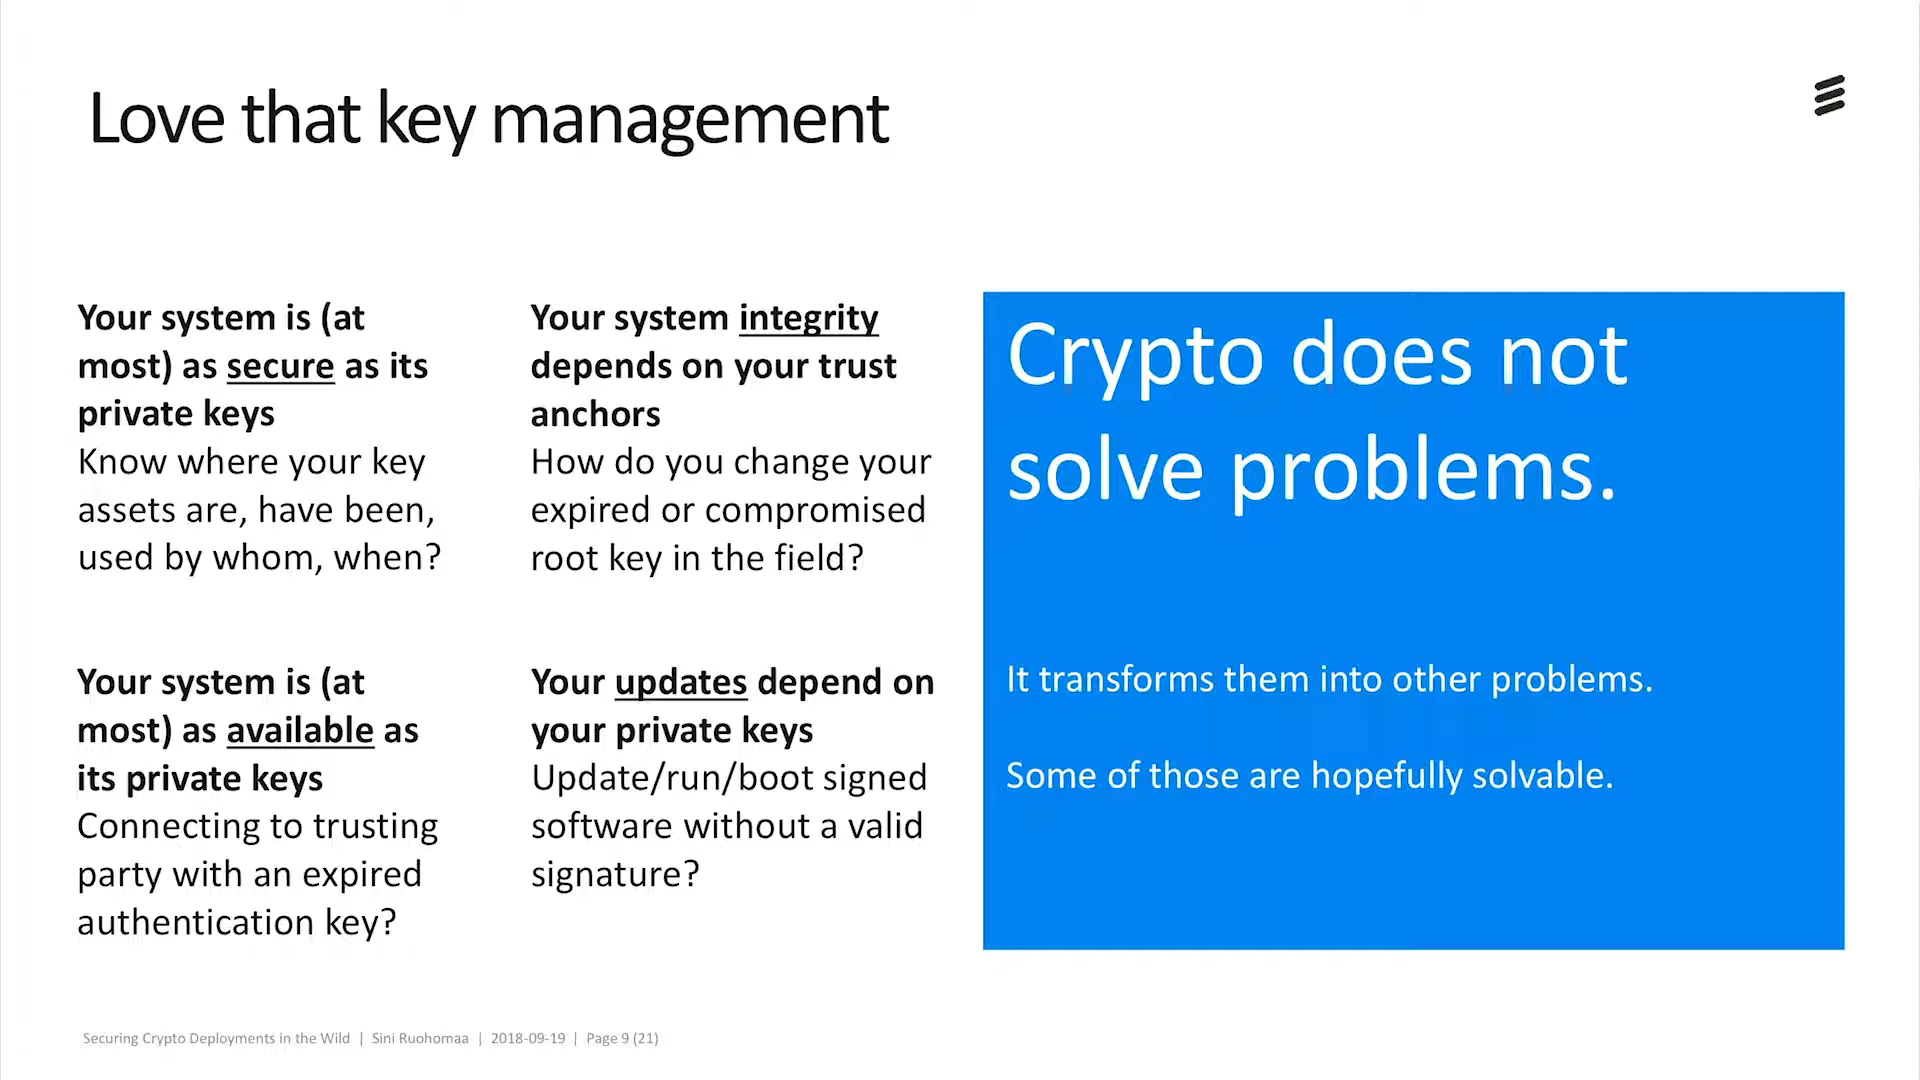 Love that key management
Your system is (at
most) as secure as its
private keys
Know where your key
assets are, have been,
used by whom, when?
Your system integrity
depends on your trust
anchors
How do you change your
expired or compromised
root key in the field?
Your system is (at
most) as available as
its private keys
Connecting to trusting
party with an expired
authentication key?
Your updates depend on
your private keys
Update/run/boot signed
software without a valid
signature?
Crypto does not
solve problems.
It transforms them into other problems.
Some of those are hopefully solvable.
Securing Crypto Deployments in the Wild | Sini Ruohomaa | 2018-09-19 | Page 9 (21)